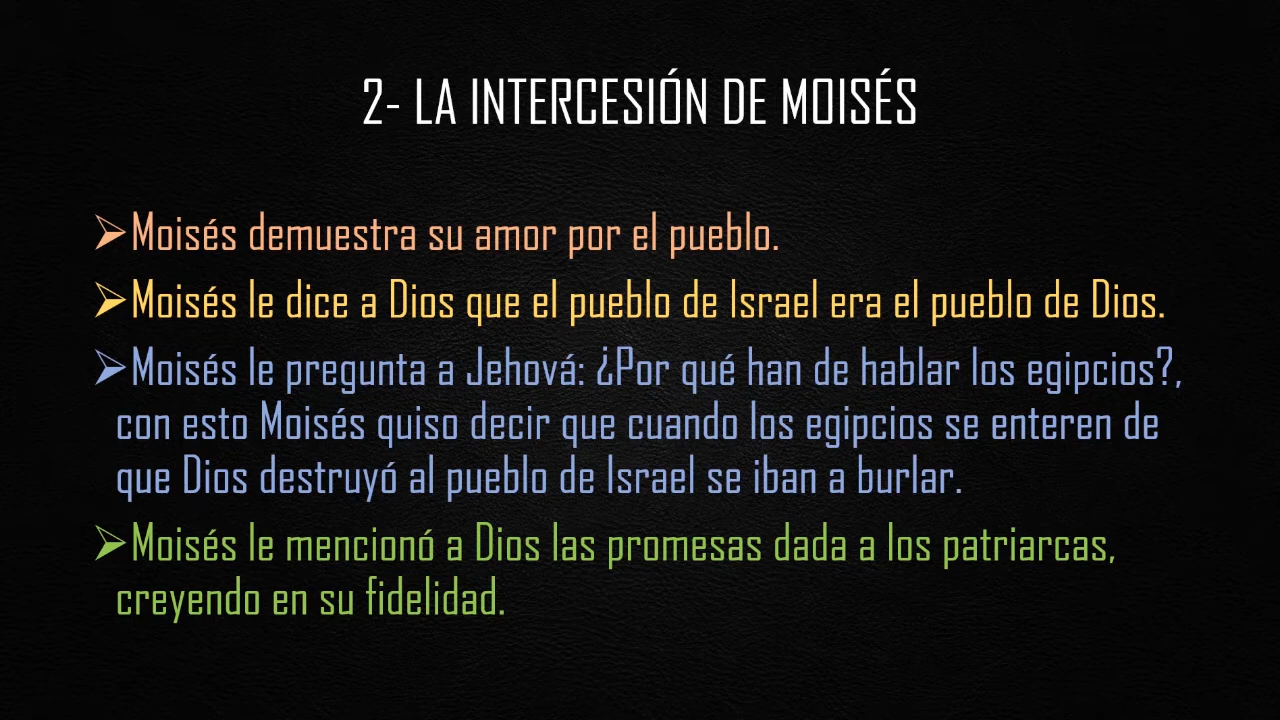 2- LA INTERCESIÓN DE MOISÉS
➢Moisés demuestra su amor por el pueblo.
➢Moisés le dice a Dios que el pueblo de Israel era el pueblo de Dios.
➢Moisés le pregunta a Jehová: ¿Por qué han de hablar los egipcios?,
con esto Moisés quiso decir que cuando los egipcios se enteren de
que Dios destruyó al pueblo de Israel se iban a burlar.
➢Moisés le mencionó a Dios las promesas dada a los patriarcas,
creyendo en su fidelidad.